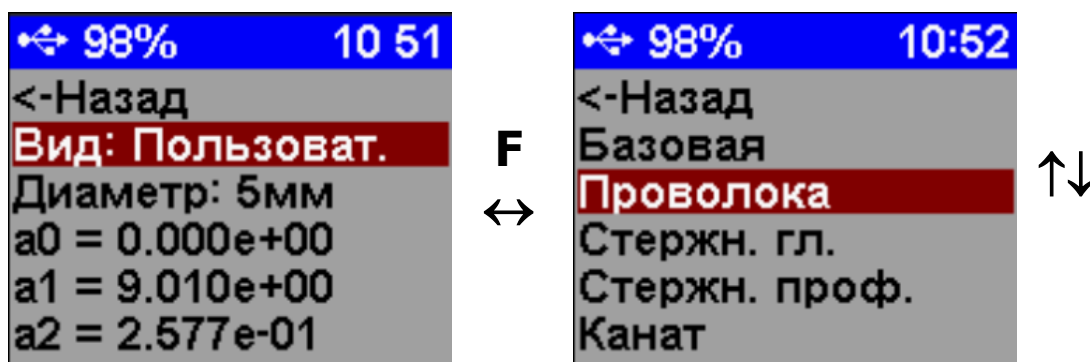 98% 10 51
<-Назад
Вид: Пользоват.
Диаметр: 5мм
a0 = 0.000e+00
a1 = 9.010e+00
a2 = 2.577e-01
F
↔
98% 10:52
<-Назад
Базовая
Проволока
Стержн. гл.
Стержн. проф.
Канат
↑↓